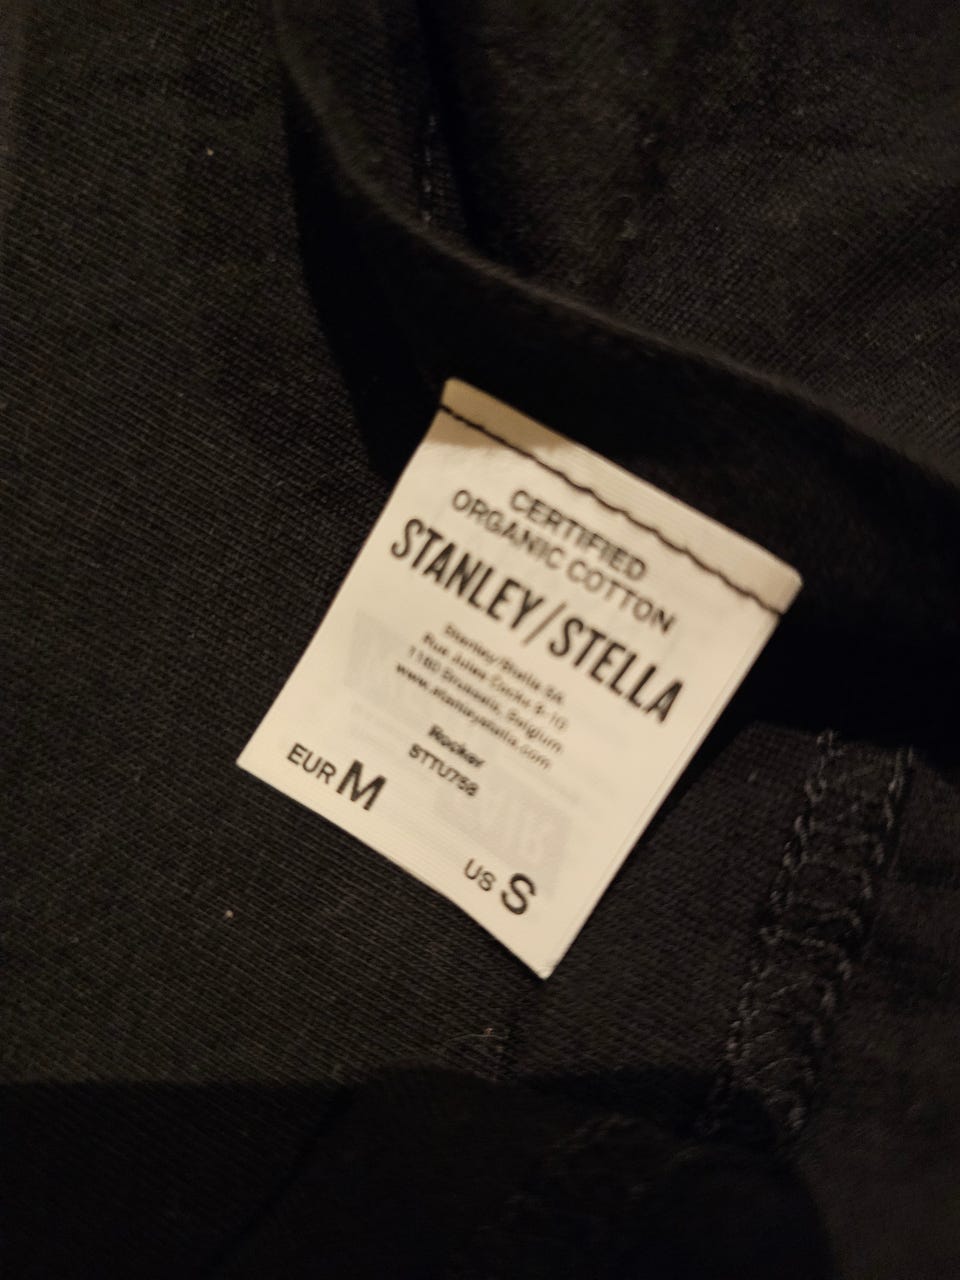 CERTIFIED
ORGANIC COTTON
STANLEY/STELLA
Stanley/Stella SA
Rue Jules Cockx 8-10
1160 Brussels, Belgium
www.stanleystella.com
Rocker
STTU758
EUR M
US S